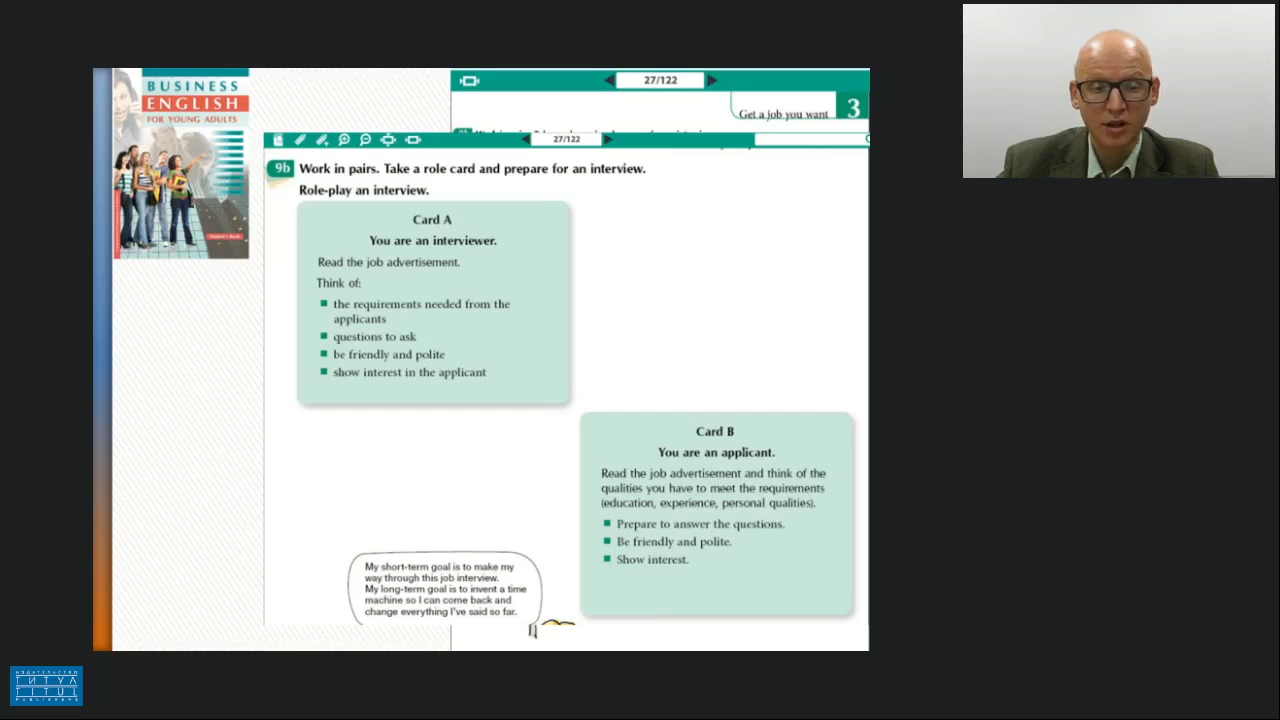 BUSINESS
ENGLISH
FOR YOUNG ADULTS
27/122
Get a job you want
3
27/122
9b Work in pairs. Take a role card and prepare for an interview.
Role-play an interview.
Card A
You are an interviewer.
Read the job advertisement.
Think of:
the requirements needed from the
applicants
questions to ask
be friendly and polite
show interest in the applicant
Card B
You are an applicant.
Read the job advertisement and think of the
qualities you have to meet the requirements
(education, experience, personal qualities).
Prepare to answer the questions.
Be friendly and polite.
Show interest.
My short-term goal is to make my
way through this job interview.
My long-term goal is to invent a time
machine so I can come back and
change everything I've said so far.
ИЗДАТЕЛЬСТВО
ТИТУЛ
TITUL
PUBLISHERS